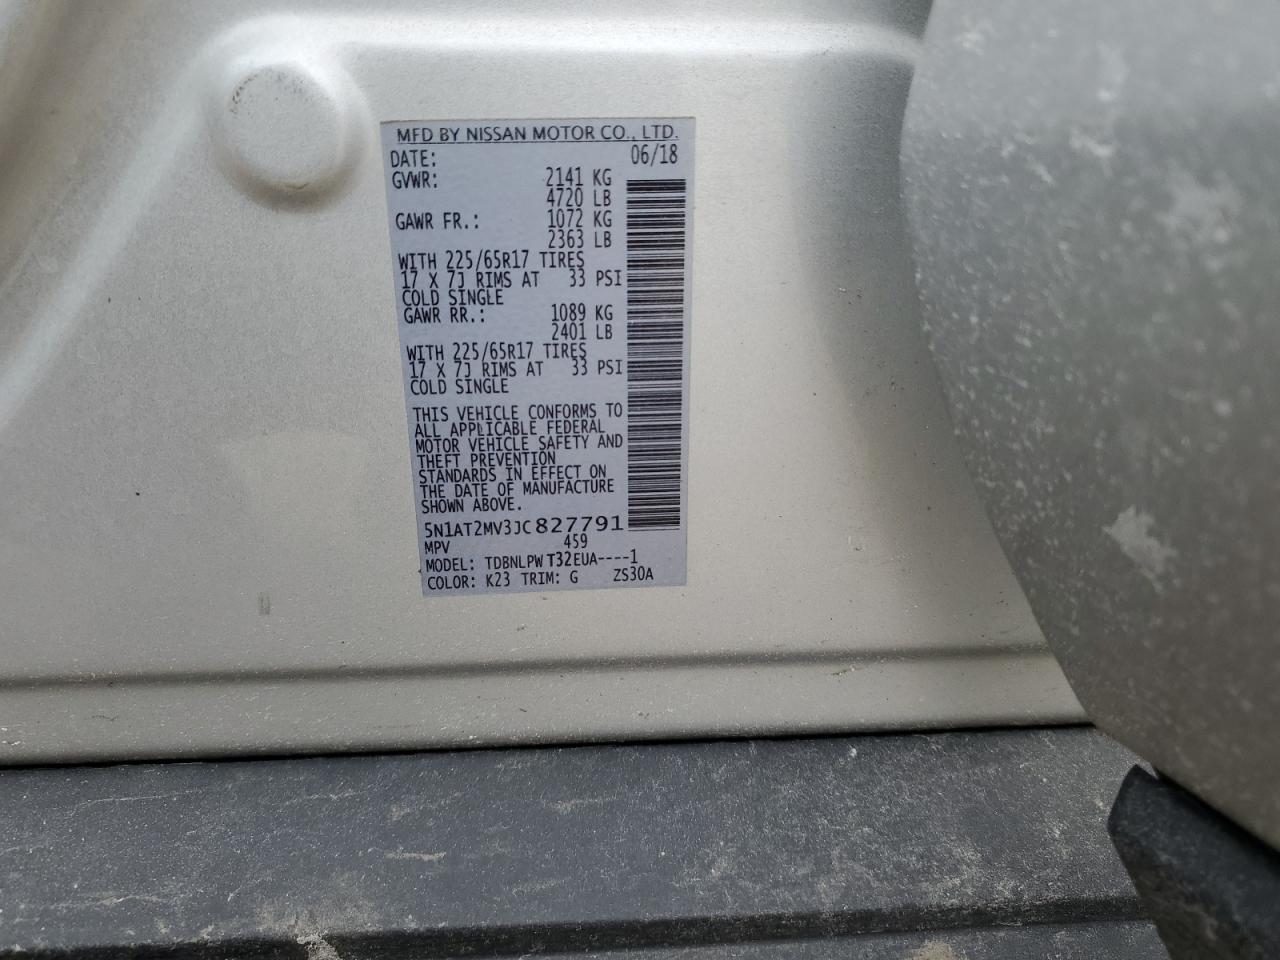 MFD BY NISSAN MOTOR CO., LTD.
DATE: 06/18
GVWR: 2141 KG
4720 LB
GAWR FR.: 1072 KG
2363 LB
WITH 225/65R17 TIRES
17 X 7J RIMS AT 33 PSI
COLD SINGLE
GAWR RR.: 1089 KG
2401 LB
WITH 225/65R17 TIRES
17 X 7J RIMS AT 33 PSI
COLD SINGLE
THIS VEHICLE CONFORMS TO
ALL APPLICABLE FEDERAL
MOTOR VEHICLE SAFETY AND
THEFT PREVENTION
STANDARDS IN EFFECT ON
THE DATE OF MANUFACTURE
SHOWN ABOVE.
5N1AT2MV3JC827791
MPV 459
MODEL: TDBNLPWT32EUA----1
COLOR: K23 TRIM: G ZS30A